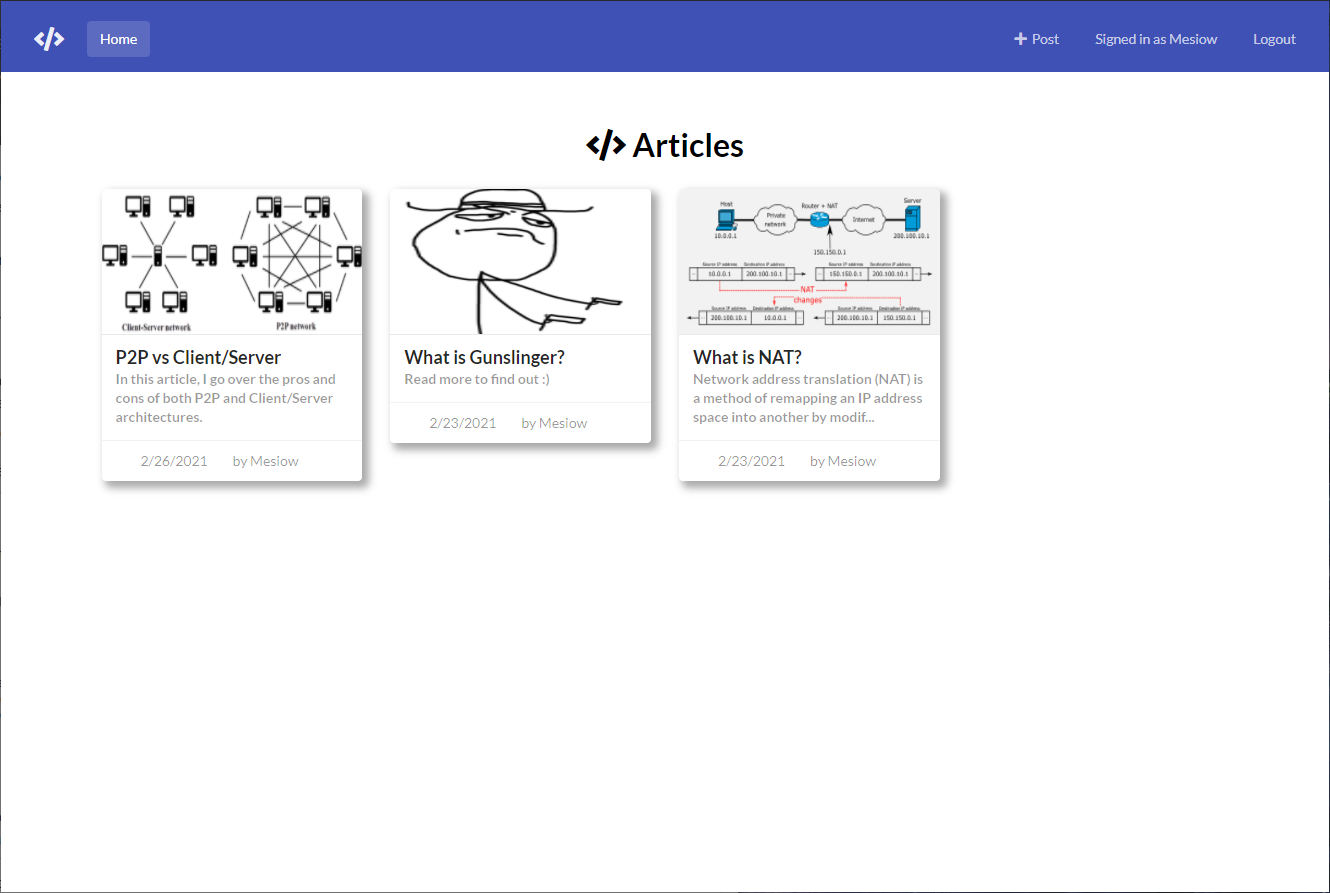 </> Home + Post Signed in as Mesiow Logout
</> Articles
Client-Server network P2P network
P2P vs Client/Server
In this article, I go over the pros and
cons of both P2P and Client/Server
architectures.
2/26/2021 by Mesiow
What is Gunslinger?
Read more to find out :)
2/23/2021 by Mesiow
Host Private network Router + NAT Internet Server
10.0.0.1 200.100.10.1
150.150.0.1
Source IP address Destination IP address Source IP address Destination IP address
10.0.0.1 200.100.10.1 150.150.0.1 200.100.10.1
NAT
changes
Source IP address Destination IP address Source IP address Destination IP address
200.100.10.1 10.0.0.1 200.100.10.1 150.150.0.1
What is NAT?
Network address translation (NAT) is
a method of remapping an IP address
space into another by modif...
2/23/2021 by Mesiow